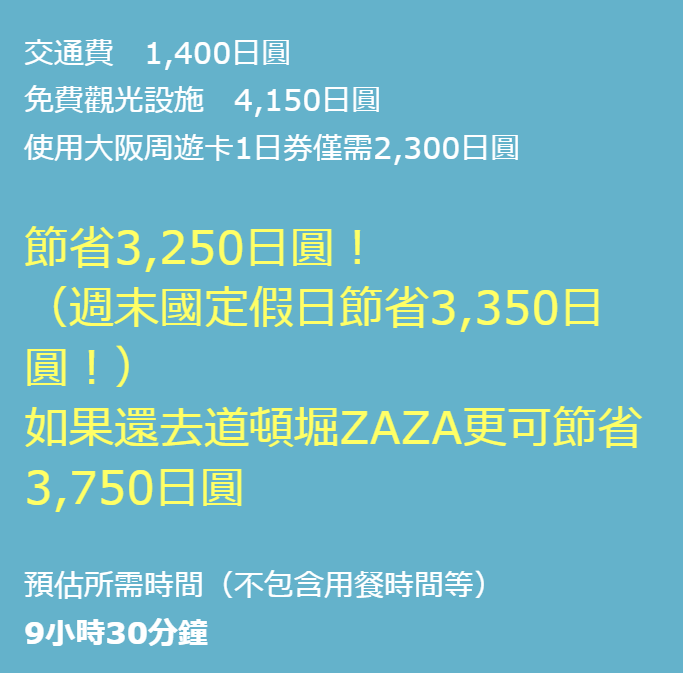 交通費　1,400日圓
免費觀光設施　4,150日圓
使用大阪周遊卡1日券僅需2,300日圓
節省3,250日圓！
（週末國定假日節省3,350日
圓！）
如果還去道頓堀ZAZA更可節省
3,750日圓
預估所需時間（不包含用餐時間等）
9小時30分鐘